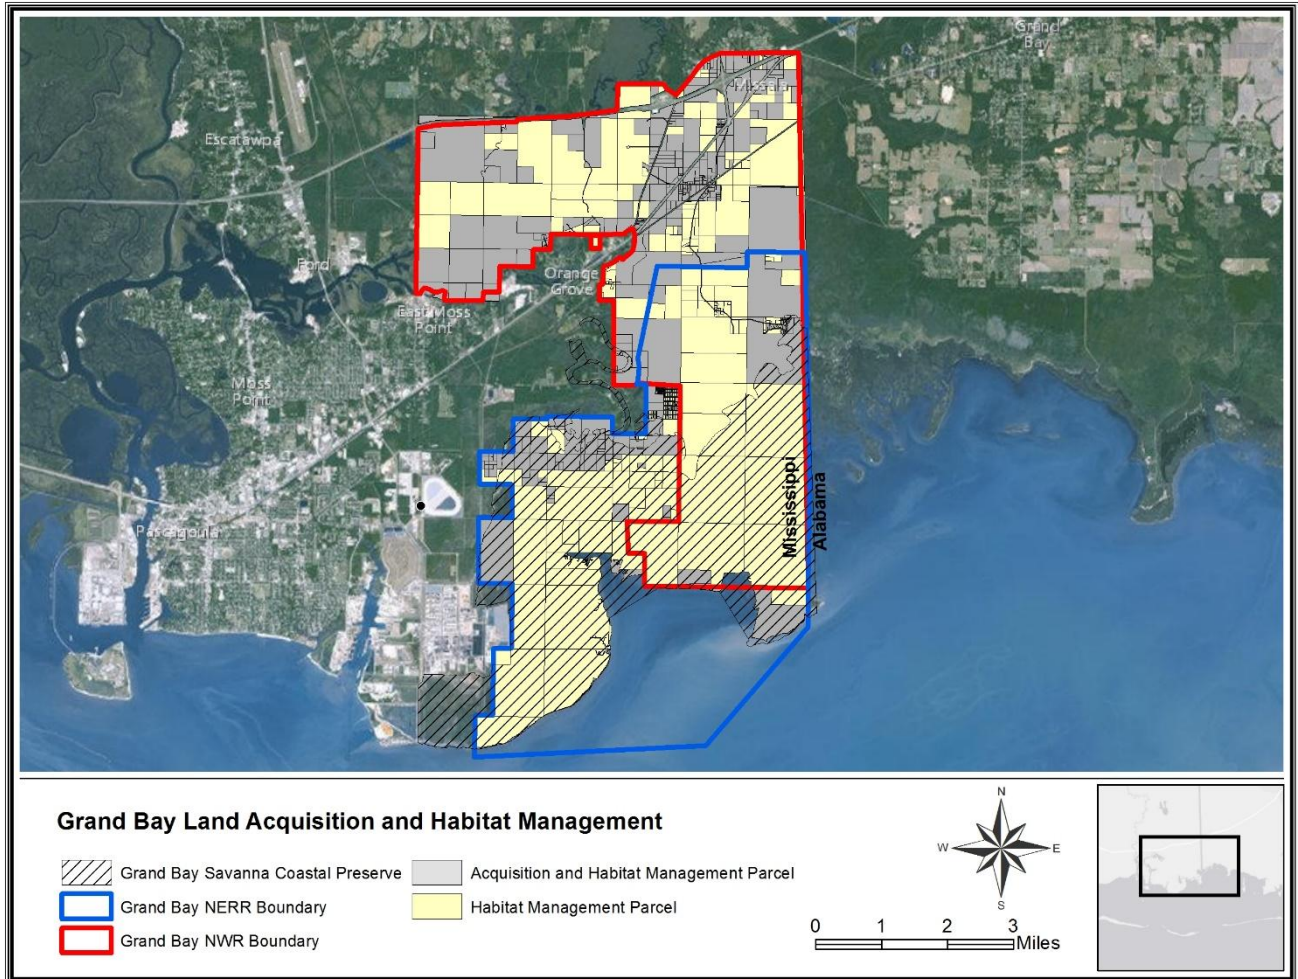 Grand
Bay
Missala
Escatawpa
Ford
Orange
Grove
East Moss
Point
Moss
Point
Mississippi
Alabama
Pascagoula
Grand Bay Land Acquisition and Habitat Management
Grand Bay Savanna Coastal Preserve
Acquisition and Habitat Management Parcel
Grand Bay NERR Boundary
Habitat Management Parcel
Grand Bay NWR Boundary
N
W
E
S
0 1 2 3
Miles